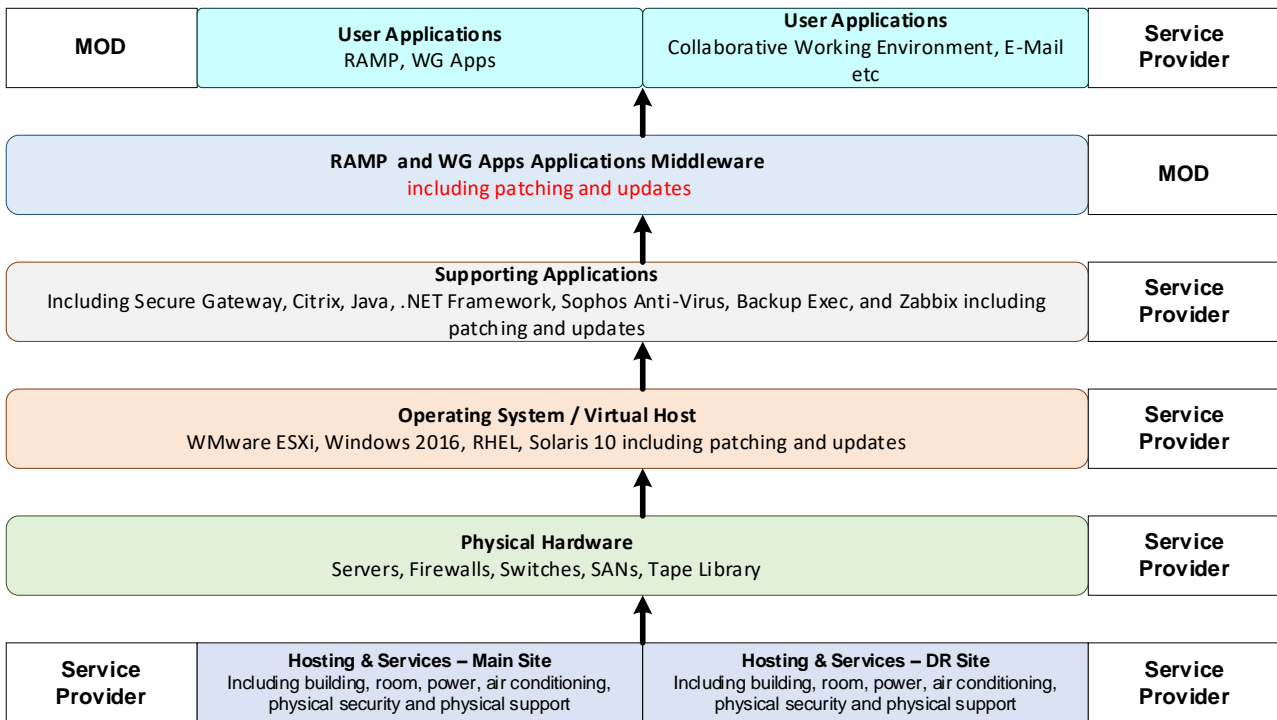 MOD
User Applications
RAMP, WG Apps
User Applications
Collaborative Working Environment, E-Mail
etc
Service
Provider
RAMP and WG Apps Applications Middleware
including patching and updates
MOD
Supporting Applications
Including Secure Gateway, Citrix, Java, .NET Framework, Sophos Anti-Virus, Backup Exec, and Zabbix including
patching and updates
Service
Provider
Operating System / Virtual Host
WMware ESXi, Windows 2016, RHEL, Solaris 10 including patching and updates
Service
Provider
Physical Hardware
Servers, Firewalls, Switches, SANs, Tape Library
Service
Provider
Service
Provider
Hosting & Services – Main Site
Including building, room, power, air conditioning,
physical security and physical support
Hosting & Services – DR Site
Including building, room, power, air conditioning,
physical security and physical support
Service
Provider